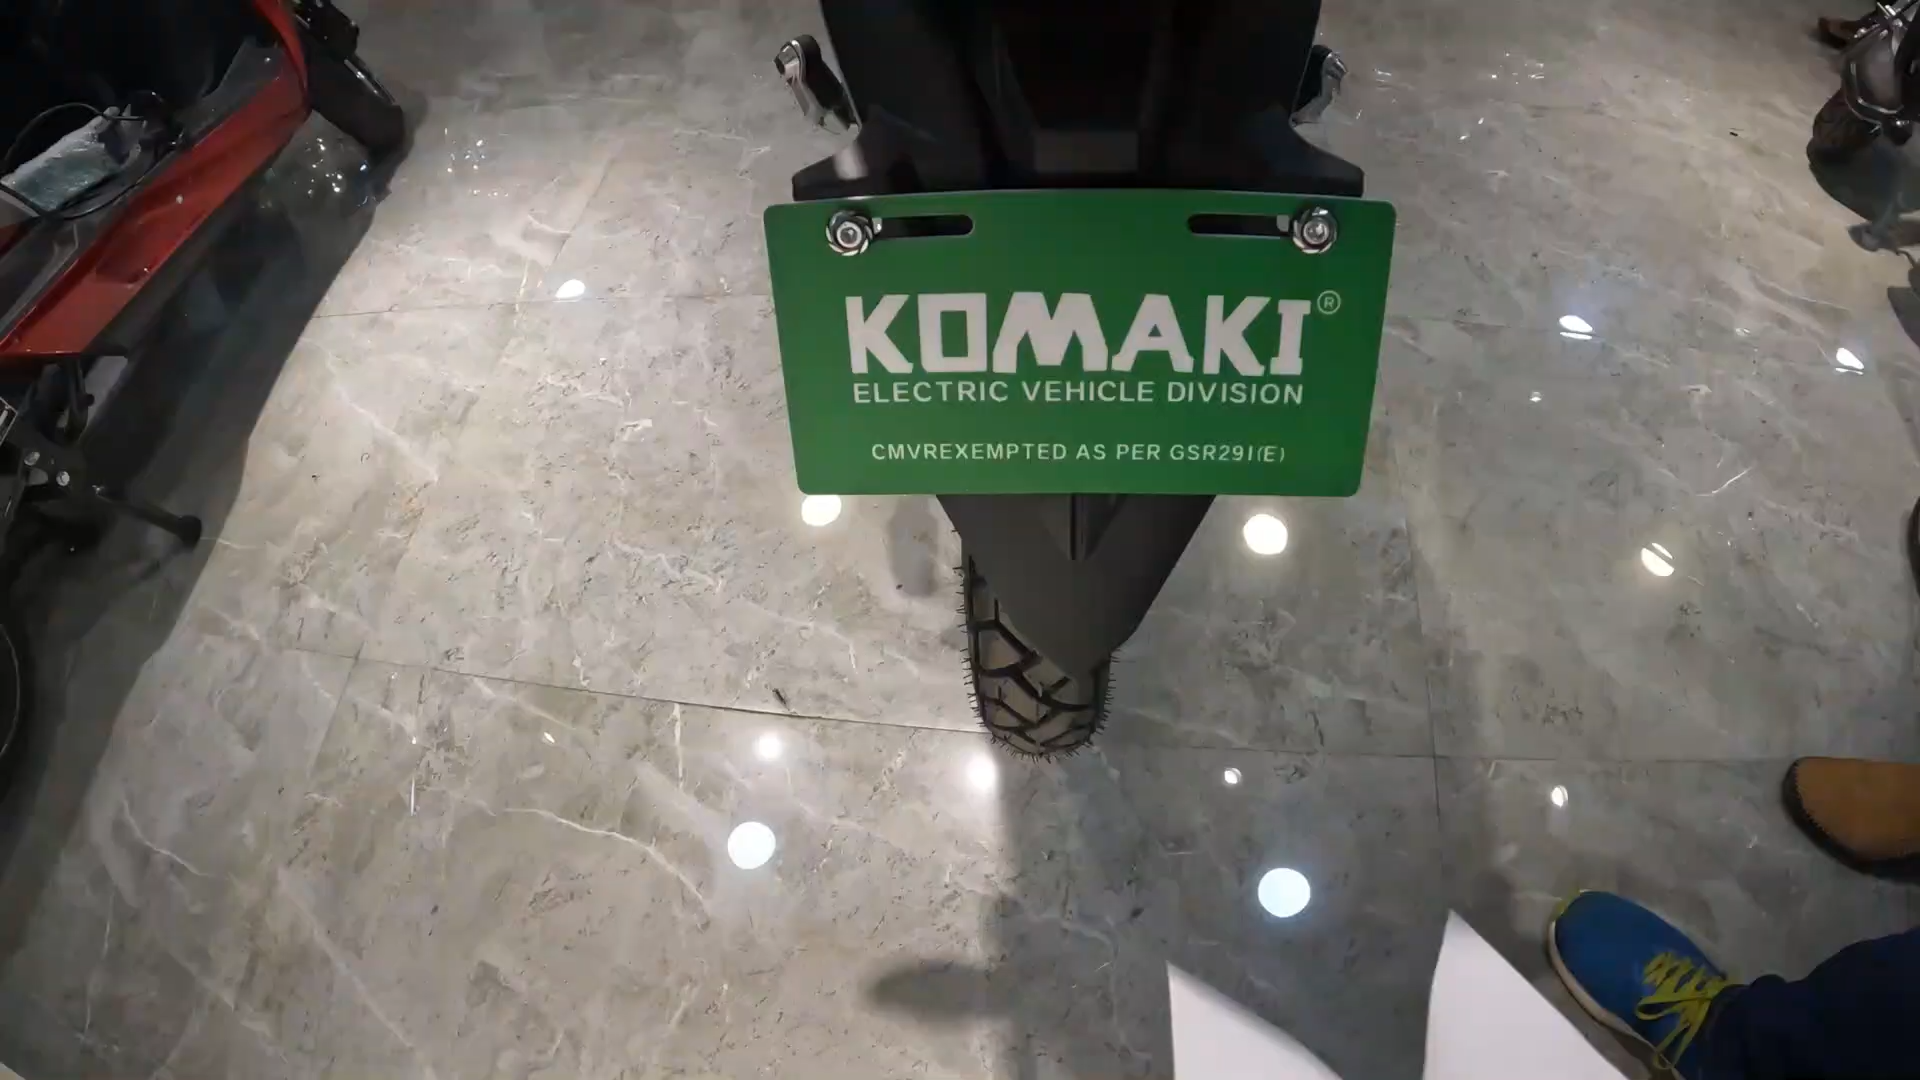 KOMAKI®
ELECTRIC VEHICLE DIVISION
CMVREXEMPTED AS PER GSR291(E)